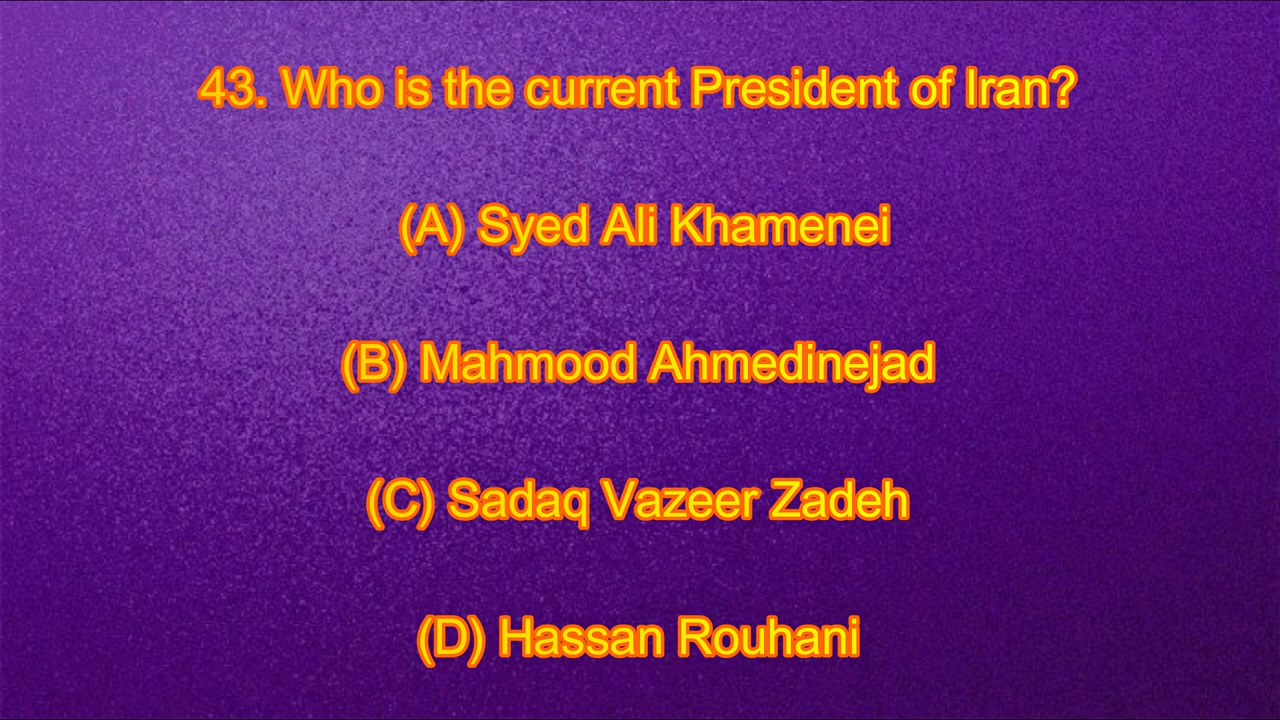 43. Who is the current President of Iran?
(A) Syed Ali Khamenei
(B) Mahmood Ahmedinejad
(C) Sadaq Vazeer Zadeh
(D) Hassan Rouhani